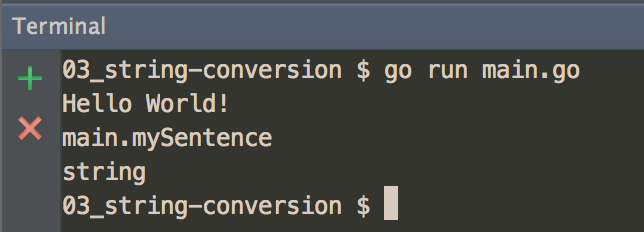 Terminal
03_string-conversion $ go run main.go
Hello World!
main.mySentence
string
03_string-conversion $